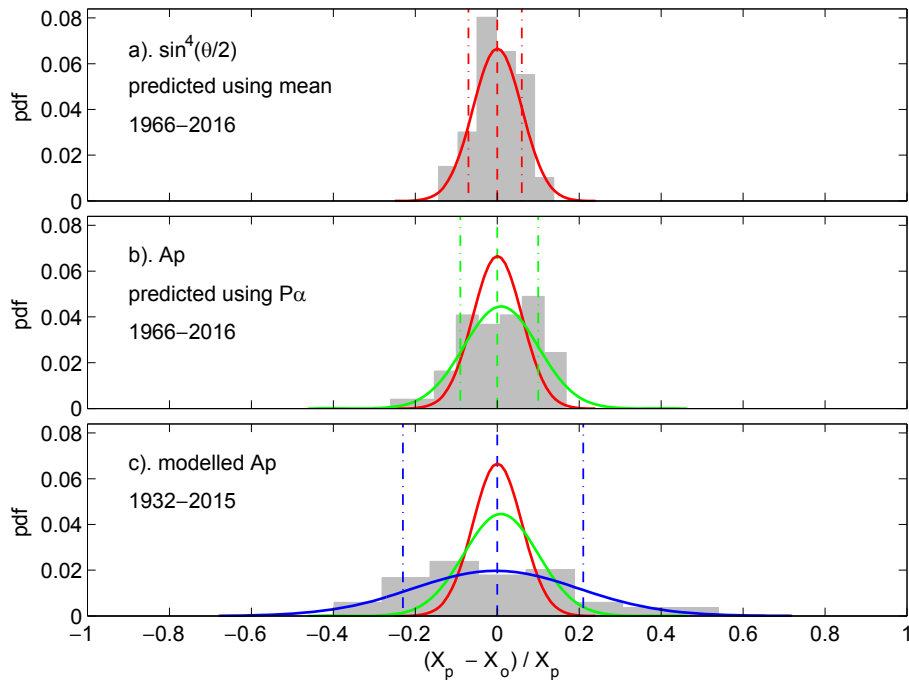 0.08
0.06
0.04
0.02
0
pdf
a). sin⁴(θ/2)
predicted using mean
1966−2016
0.08
0.06
0.04
0.02
0
pdf
b). Ap
predicted using Pα
1966−2016
0.08
0.06
0.04
0.02
0
pdf
c). modelled Ap
1932−2015
−1 −0.8 −0.6 −0.4 −0.2 0 0.2 0.4 0.6 0.8 1
(X_p − X_o) / X_p